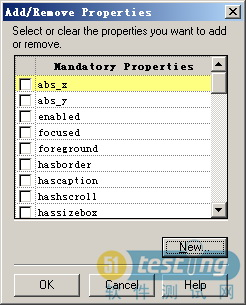 Add/Remove Properties
Select or clear the properties you want to add
or remove.
Mandatory Properties
abs_x
abs_y
enabled
focused
foreground
hasborder
hascaption
hashscroll
hassizebox
New...
51testing
软件测试网
OK
Cancel
Help